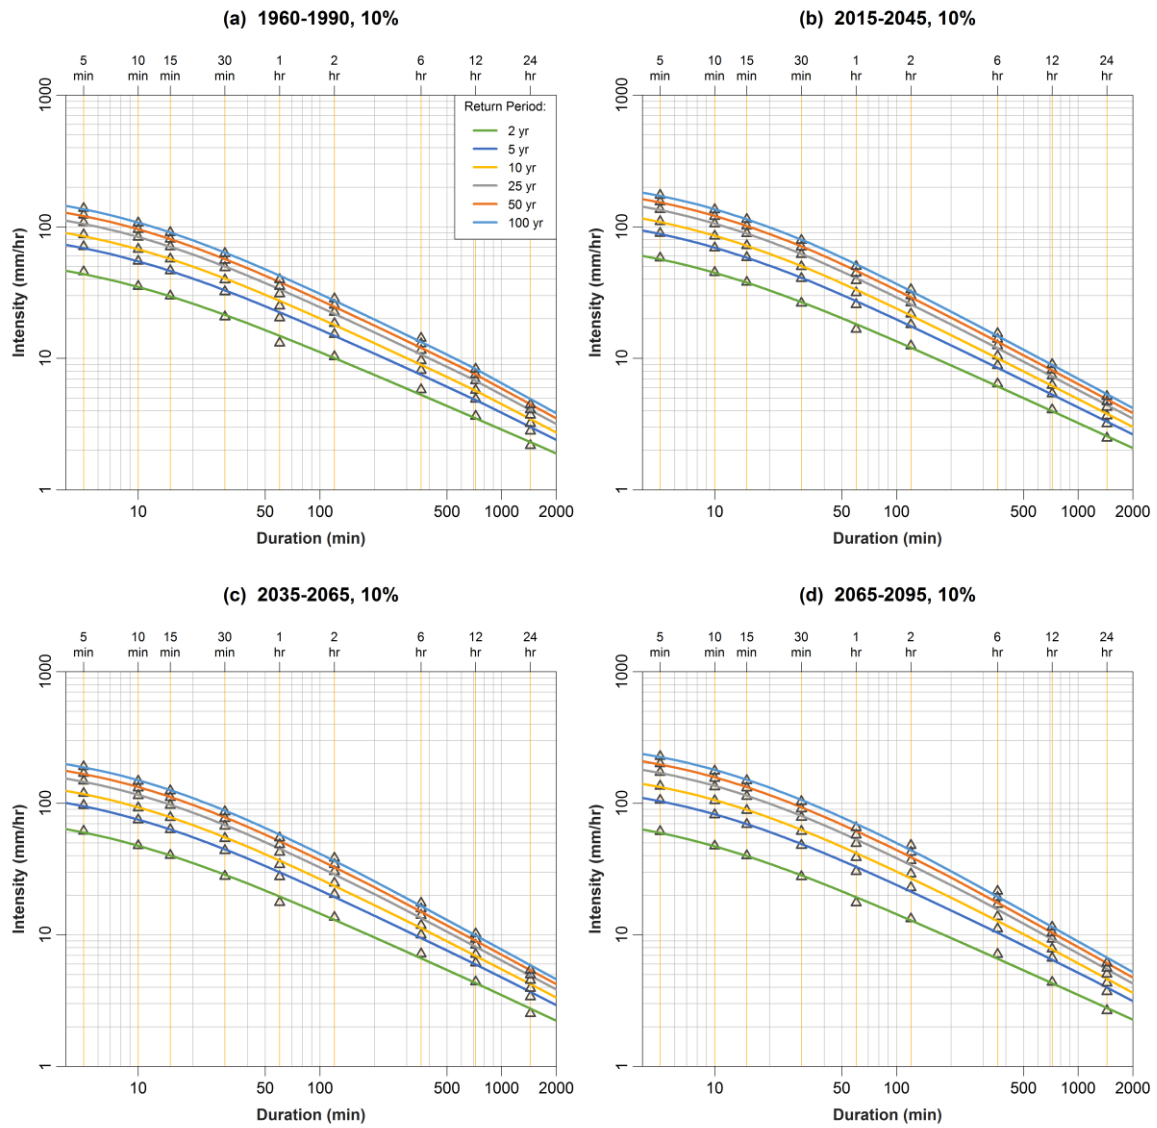 (a) 1960-1990, 10%
5 10 15 30 1 2 6 12 24
min min min min hr hr hr hr hr
Intensity (mm/hr)
1000
100
10
1
Return Period:
2 yr
5 yr
10 yr
25 yr
50 yr
100 yr
10 50 100 500 1000 2000
Duration (min)
(b) 2015-2045, 10%
5 10 15 30 1 2 6 12 24
min min min min hr hr hr hr hr
Intensity (mm/hr)
1000
100
10
1
10 50 100 500 1000 2000
Duration (min)
(c) 2035-2065, 10%
5 10 15 30 1 2 6 12 24
min min min min hr hr hr hr hr
Intensity (mm/hr)
1000
100
10
1
10 50 100 500 1000 2000
Duration (min)
(d) 2065-2095, 10%
5 10 15 30 1 2 6 12 24
min min min min hr hr hr hr hr
Intensity (mm/hr)
1000
100
10
1
10 50 100 500 1000 2000
Duration (min)